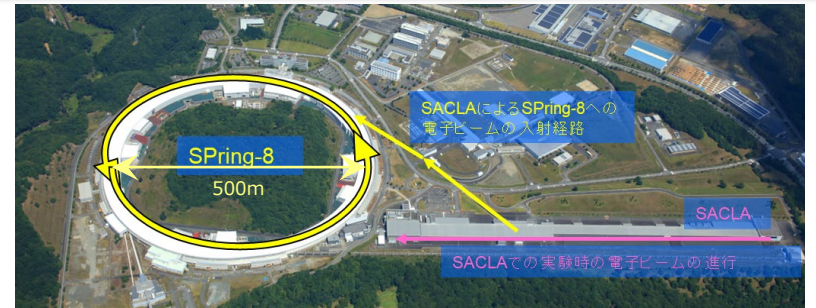 SACLAによるSPring-8への
電子ビームの入射経路
SPring-8
500m
SACLA
SACLAでの実験時の電子ビームの進行